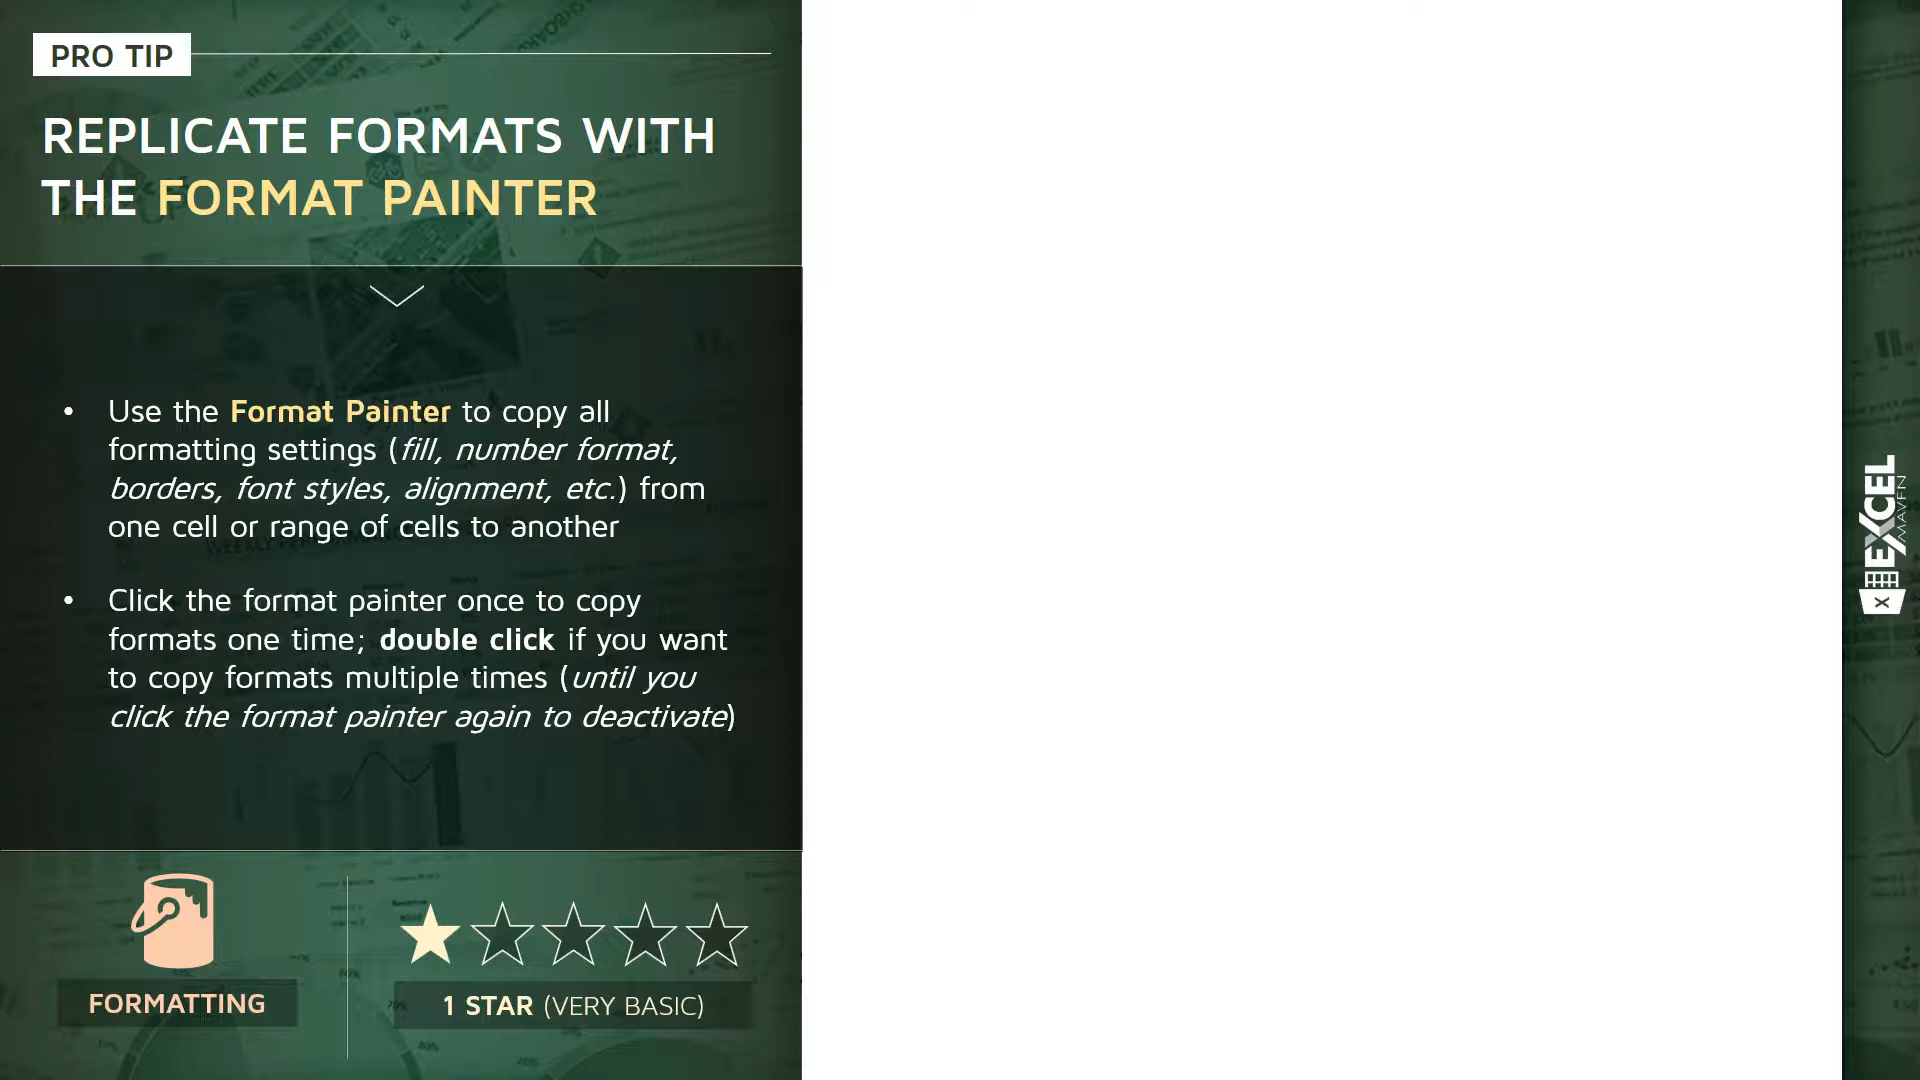 PRO TIP
REPLICATE FORMATS WITH
THE FORMAT PAINTER
• Use the Format Painter to copy all
formatting settings (fill, number format,
borders, font styles, alignment, etc.) from
one cell or range of cells to another
• Click the format painter once to copy
formats one time; double click if you want
to copy formats multiple times (until you
click the format painter again to deactivate)
FORMATTING
1 STAR (VERY BASIC)
X EXCEL
MAVEN